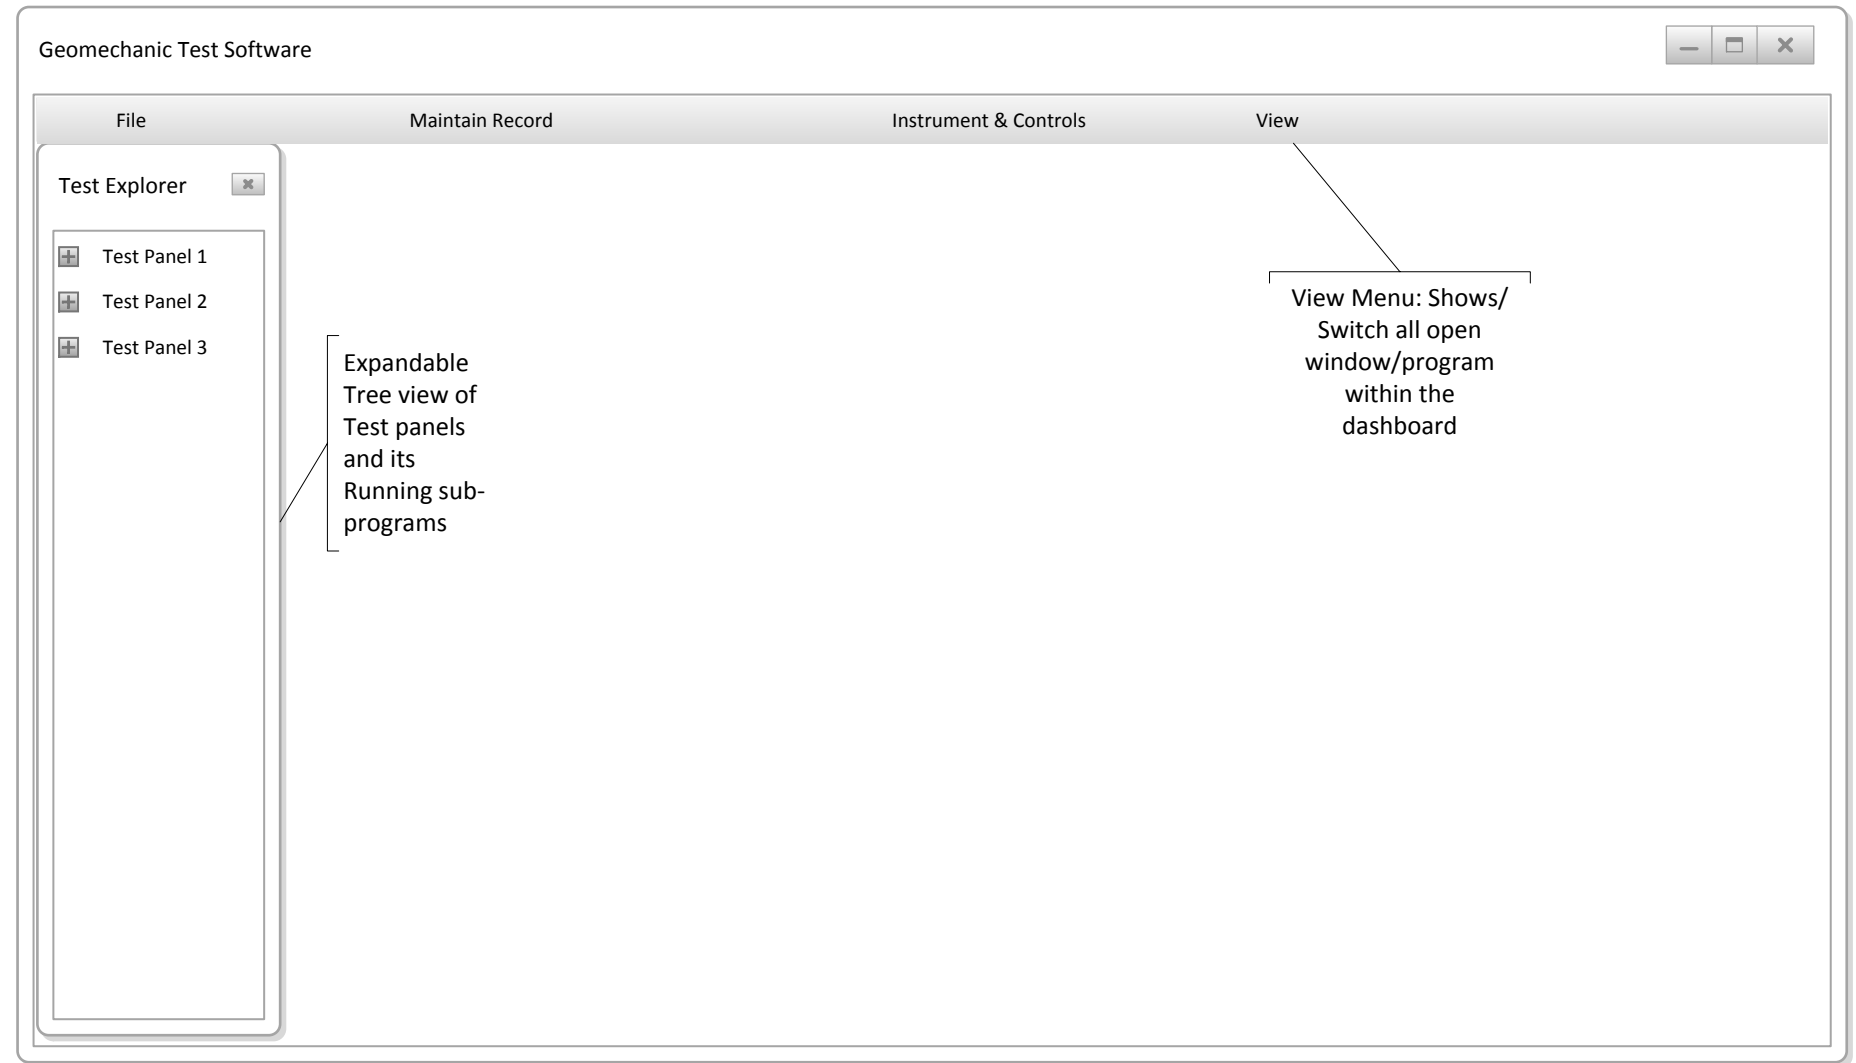 Geomechanic Test Software
File
Maintain Record
Instrument & Controls
View
Test Explorer
Test Panel 1
Test Panel 2
Test Panel 3
Expandable
Tree view of
Test panels
and its
Running sub-
programs
View Menu: Shows/
Switch all open
window/program
within the
dashboard